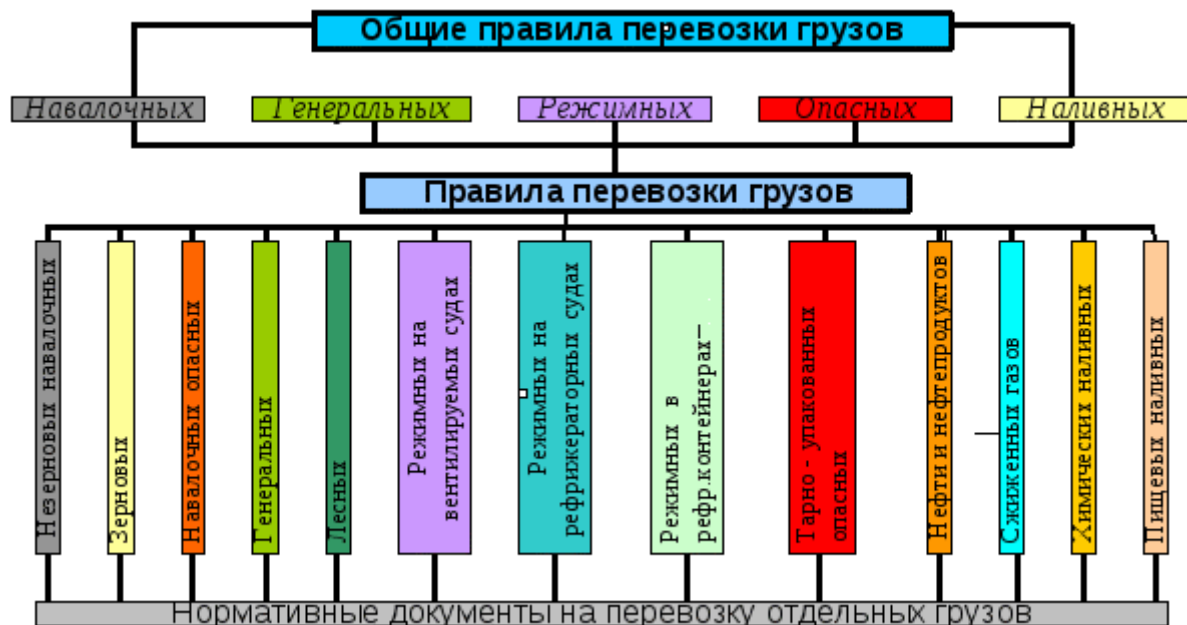 Общие правила перевозки грузов
Навалочных
Генеральных
Режимных
Опасных
Наливных
Правила перевозки грузов
Незерновых навалочных
Зерновых
Навалочных опасных
Генеральных
Лесных
Режимных на
вентилируемых судах
Режимных на
рефрижераторных судах
Режимных в
рефр.контейнерах
Тарно - упакованных
опасных
Нефти и нефтепродуктов
Сжиженных газов
Химических наливных
Пищевых наливных
Нормативные документы на перевозку отдельных грузов